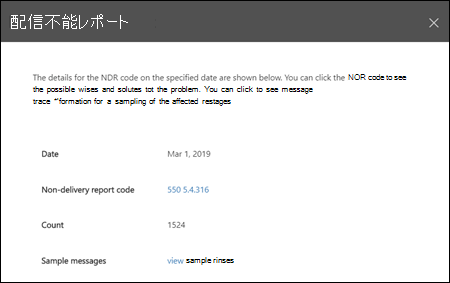 配信不能レポート
The details for the NDR code on the specified date are shown below. You can click the NOR code to see
the possible wises and solutes tot the problem. You can click to see message
trace "formation for a sampling of the affected restages
Date Mar 1, 2019
Non-delivery report code 550 5.4.316
Count 1524
Sample messages view sample rinses